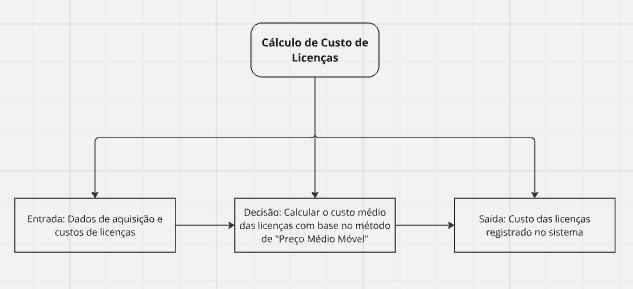 Cálculo de Custo de
Licenças
Entrada: Dados de aquisição e
custos de licenças
Decisão: Calcular o custo médio
das licenças com base no método
de "Preço Médio Móvel"
Saída: Custo das licenças
registrado no sistema